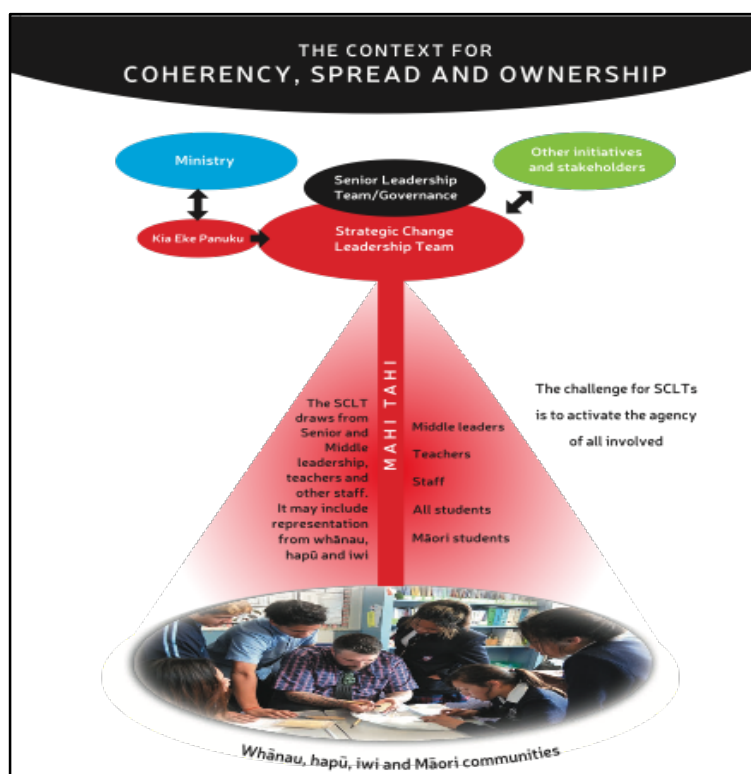 THE CONTEXT FOR
COHERENCY, SPREAD AND OWNERSHIP
Ministry
Other initiatives
and stakeholders
Senior Leadership
Team/Governance
Kia Eke Panuku
Strategic Change
Leadership Team
MAHI TAHI
The SCLT
draws from
Senior and
Middle
leadership,
teachers and
other staff.
It may include
representation
from whānau,
hapū and iwi
Middle leaders
Teachers
Staff
All students
Māori students
The challenge for SCLTs
is to activate the agency
of all involved
Whānau, hapū, iwi and Māori communities